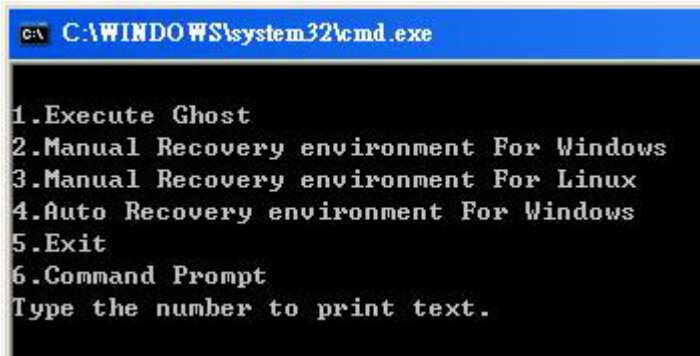 C:\WINDOWS\system32\cmd.exe
1.Execute Ghost
2.Manual Recovery environment For Windows
3.Manual Recovery environment For Linux
4.Auto Recovery environment For Windows
5.Exit
6.Command Prompt
Type the number to print text.